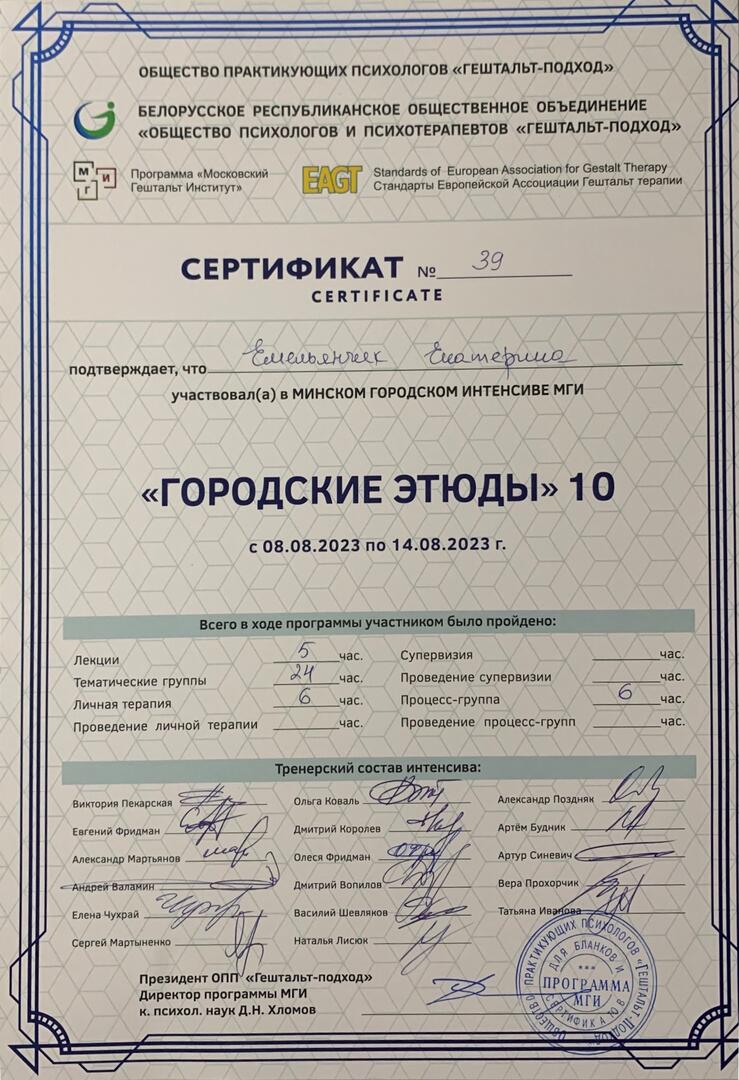 ОБЩЕСТВО ПРАКТИКУЮЩИХ ПСИХОЛОГОВ «ГЕШТАЛЬТ-ПОДХОД»
БЕЛОРУССКОЕ РЕСПУБЛИКАНСКОЕ ОБЩЕСТВЕННОЕ ОБЪЕДИНЕНИЕ
«ОБЩЕСТВО ПСИХОЛОГОВ И ПСИХОТЕРАПЕВТОВ «ГЕШТАЛЬТ-ПОДХОД»
М И Г
Программа «Московский
Гештальт Институт»
EAGT
Standards of European Association for Gestalt Therapy
Стандарты Европейской Ассоциации Гештальт терапии
СЕРТИФИКАТ № 39
CERTIFICATE
подтверждает, что Емельянчик Екатерина
участвовал(а) в МИНСКОМ ГОРОДСКОМ ИНТЕНСИВЕ МГИ
«ГОРОДСКИЕ ЭТЮДЫ» 10
с 08.08.2023 по 14.08.2023 г.
Всего в ходе программы участником было пройдено:
Лекции 5 час. Супервизия час.
Тематические группы 24 час. Проведение супервизии час.
Личная терапия 6 час. Процесс-группа 6 час.
Проведение личной терапии час. Проведение процесс-групп час.
Тренерский состав интенсива:
Виктория Пекарская Ольга Коваль Александр Поздняк
Евгений Фридман Дмитрий Королев Артём Будник
Александр Мартьянов Олеся Фридман Артур Синевич
Андрей Валамин Дмитрий Вопилов Вера Прохорчик
Елена Чухрай Василий Шевляков Татьяна Иванова
Сергей Мартыненко Наталья Лисюк
Президент ОПП «Гештальт-подход»
Директор программы МГИ
к. психол. наук Д.Н. Хломов
ОБЩЕСТВО ПРАКТИКУЮЩИХ ПСИХОЛОГОВ «ГЕШТАЛЬТ-ПОДХОД»
ДЛЯ БЛАНКОВ И
ПРОГРАММА
МГИ
СЕРТИФИКАТОВ